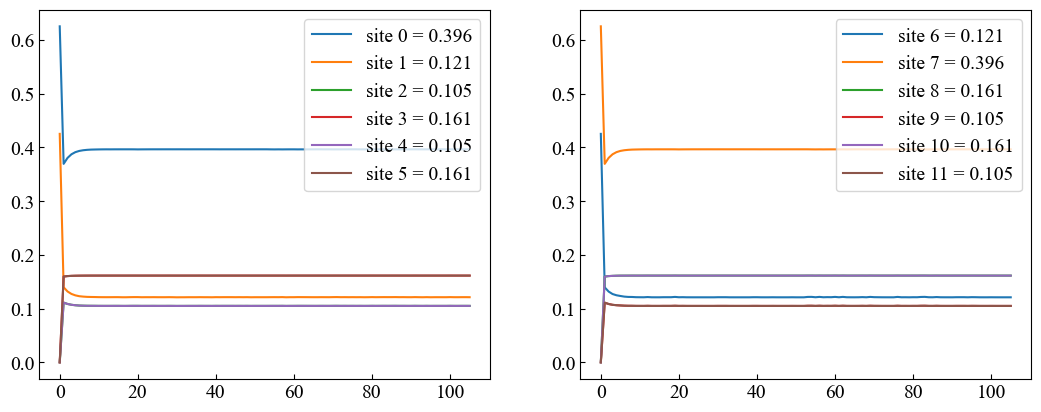 0.6
0.5
0.4
0.3
0.2
0.1
0.0
0 20 40 60 80 100
site 0 = 0.396
site 1 = 0.121
site 2 = 0.105
site 3 = 0.161
site 4 = 0.105
site 5 = 0.161
0.6
0.5
0.4
0.3
0.2
0.1
0.0
0 20 40 60 80 100
site 6 = 0.121
site 7 = 0.396
site 8 = 0.161
site 9 = 0.105
site 10 = 0.161
site 11 = 0.105